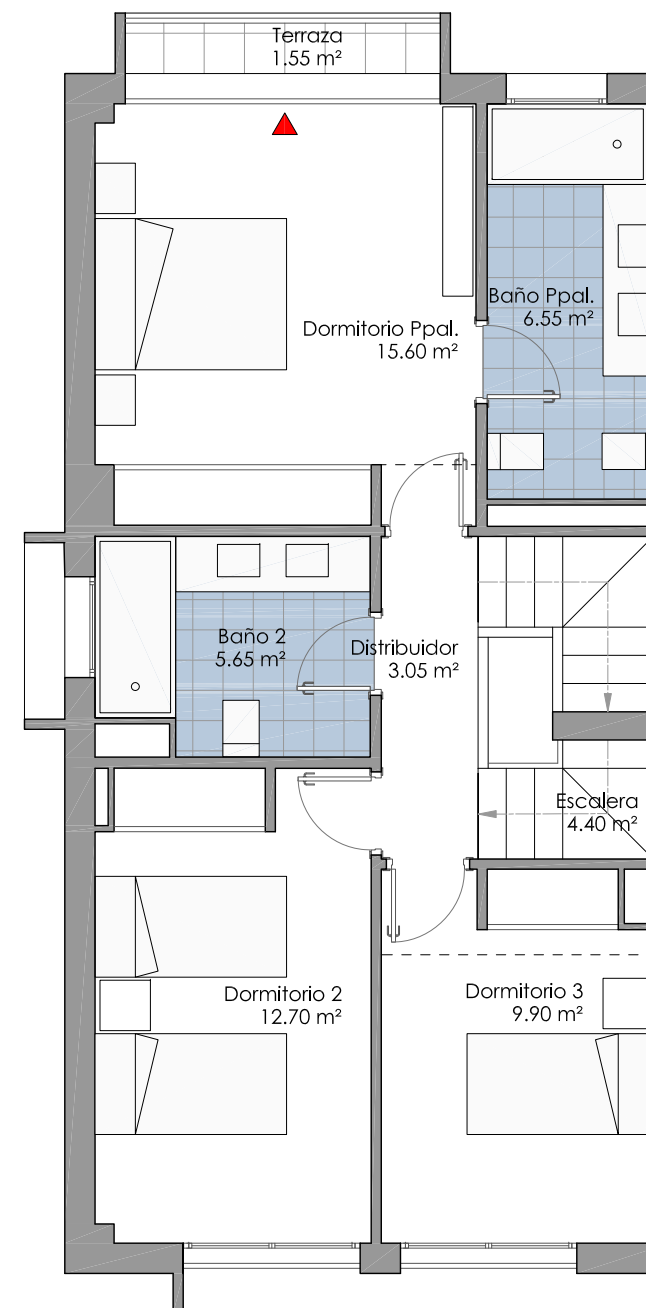 Terraza
1.55 m²
Baño Ppal.
6.55 m²
Dormitorio Ppal.
15.60 m²
Baño 2
5.65 m²
Distribuidor
3.05 m²
Escalera
4.40 m²
Dormitorio 2
12.70 m²
Dormitorio 3
9.90 m²